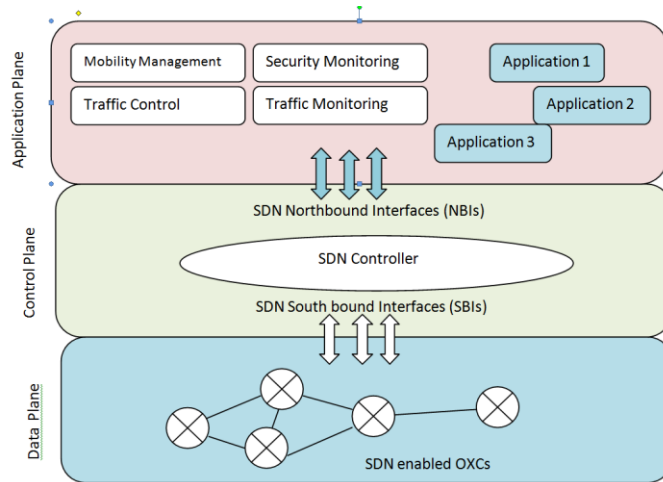 Application Plane
Mobility Management
Security Monitoring
Application 1
Traffic Control
Traffic Monitoring
Application 2
Application 3
Control Plane
SDN Northbound Interfaces (NBIs)
SDN Controller
SDN South bound Interfaces (SBIs)
Data Plane
SDN enabled OXCs